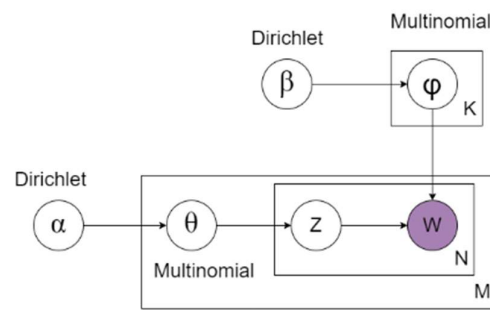 Multinomial
Dirichlet
β
φ
K
Dirichlet
α
θ
Z
W
N
Multinomial
M